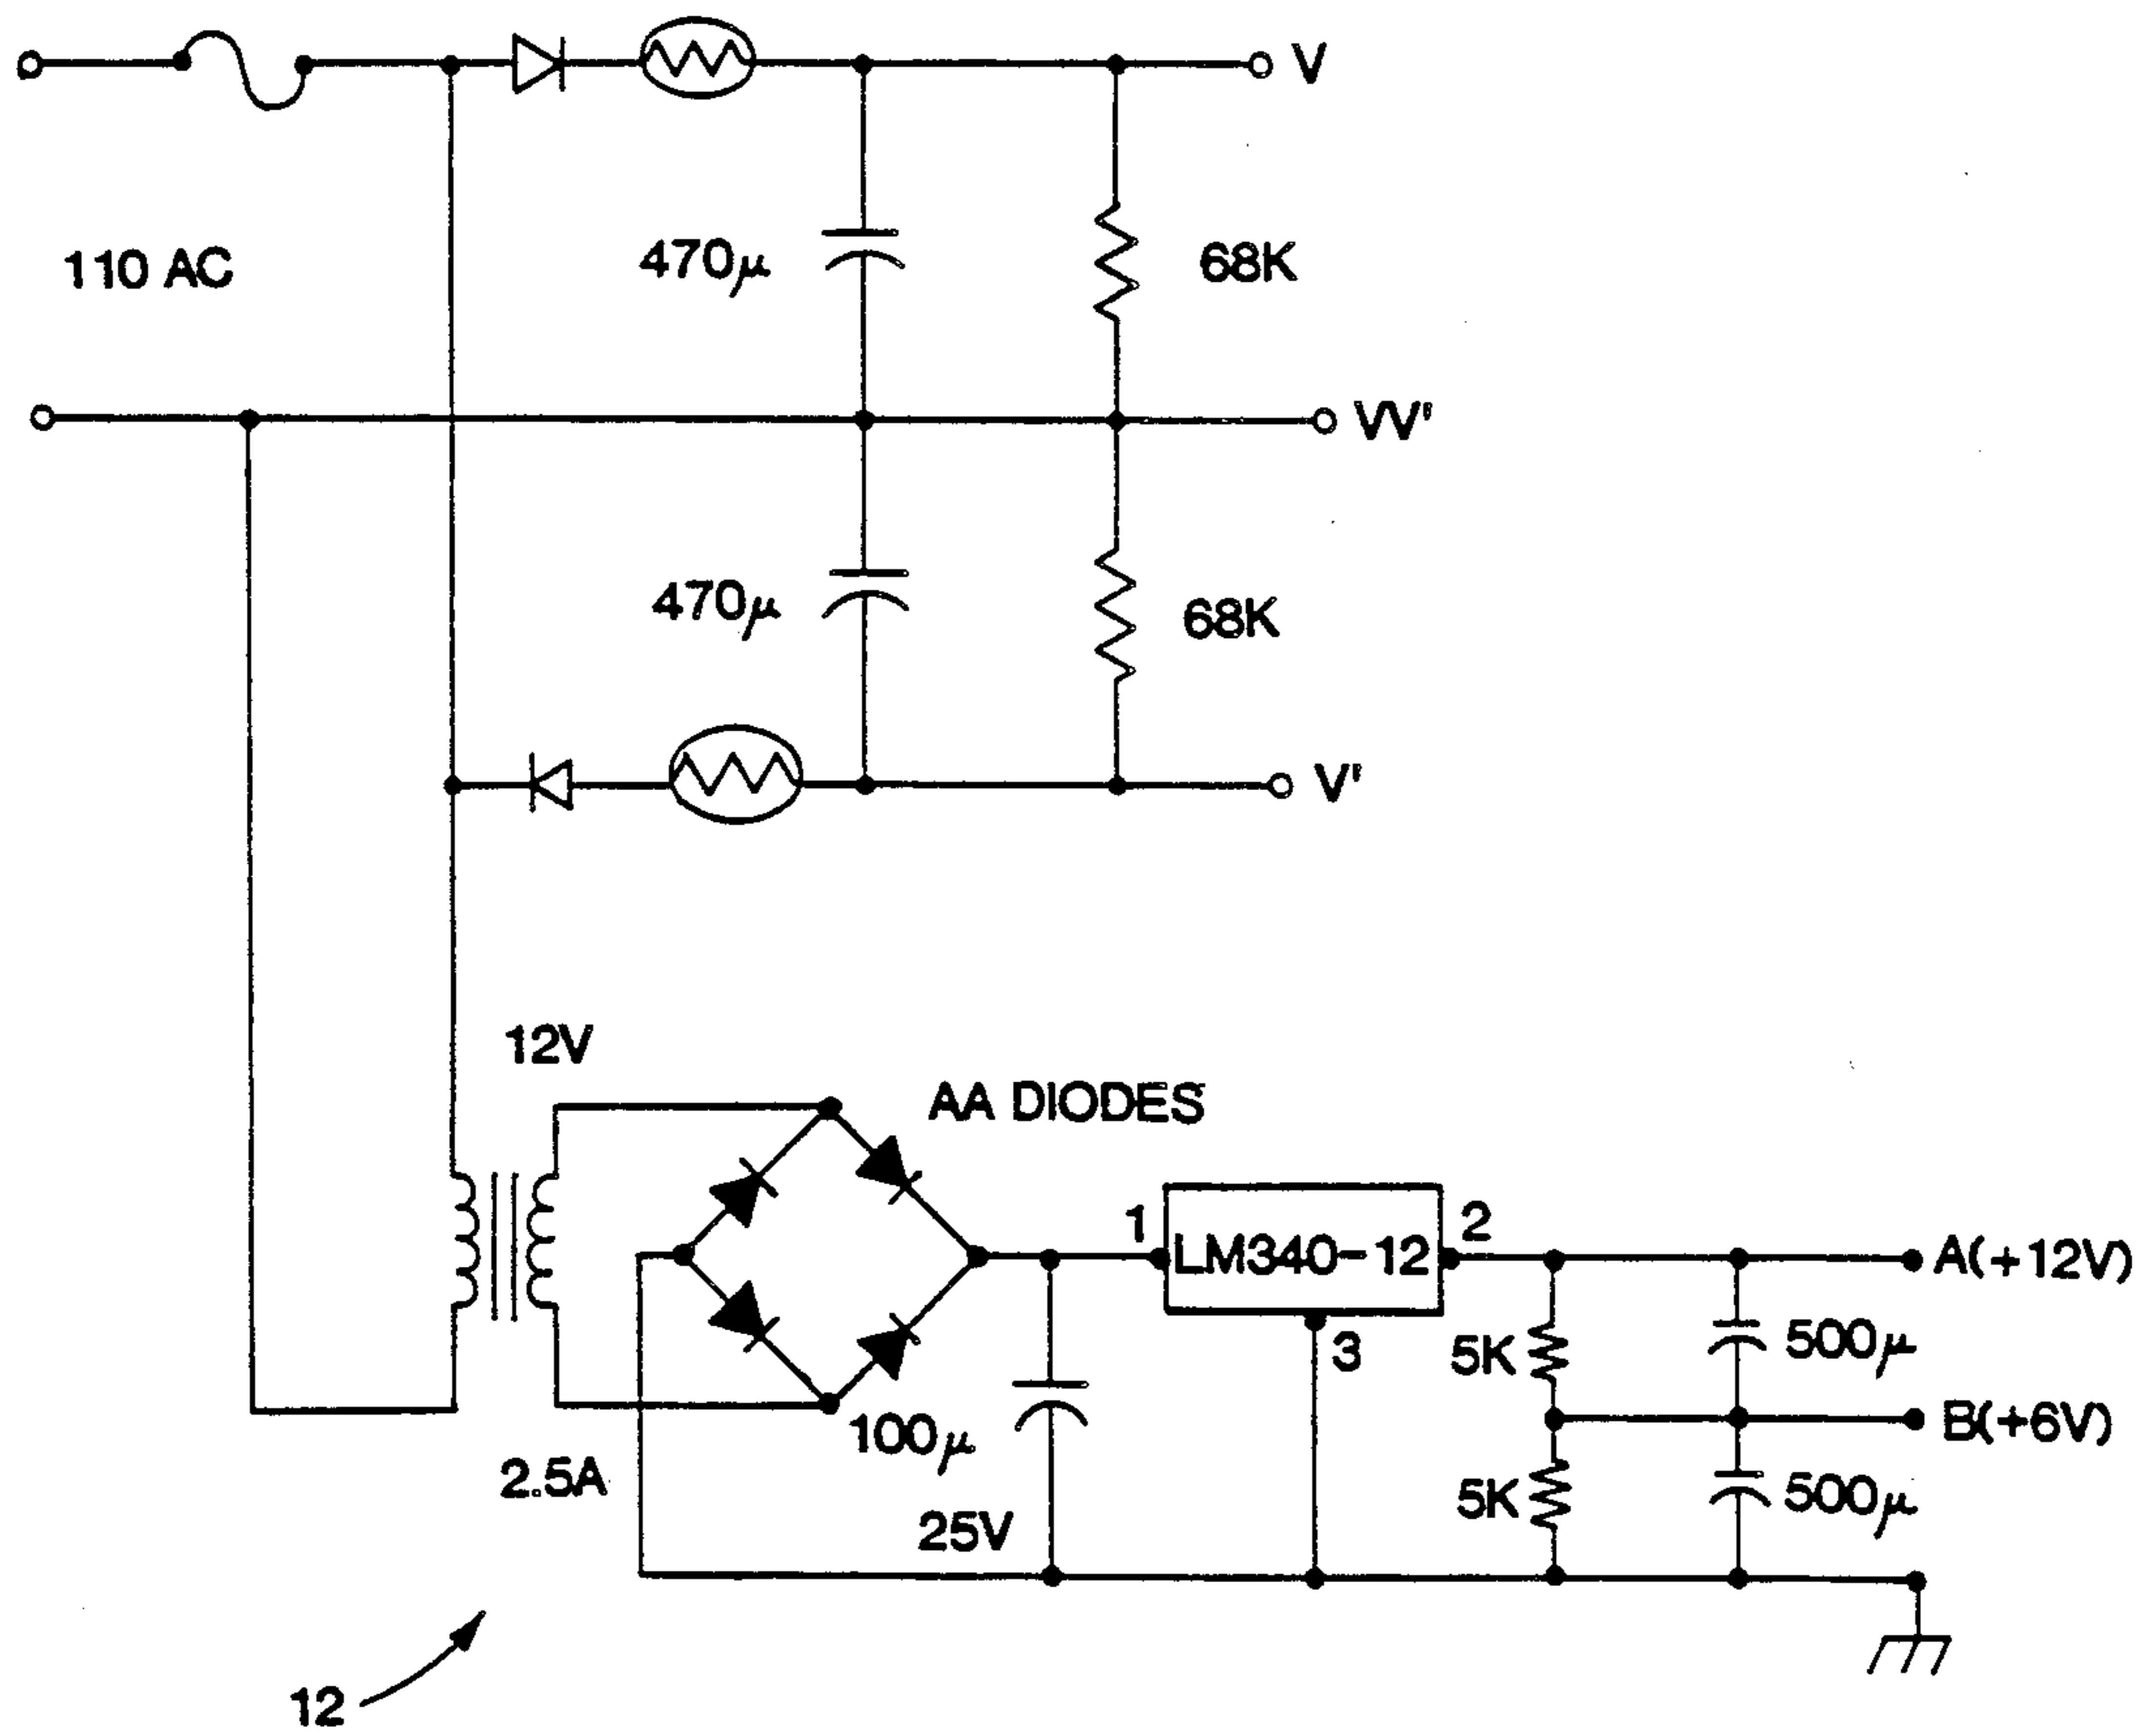 V
110 AC
470μ
68K
VV'
470μ
68K
V'
12V
AA DIODES
1
LM340-12
2
A(+12V)
3
5K
500μ
B(+6V)
100μ
2.5A
5K
500μ
25V
12